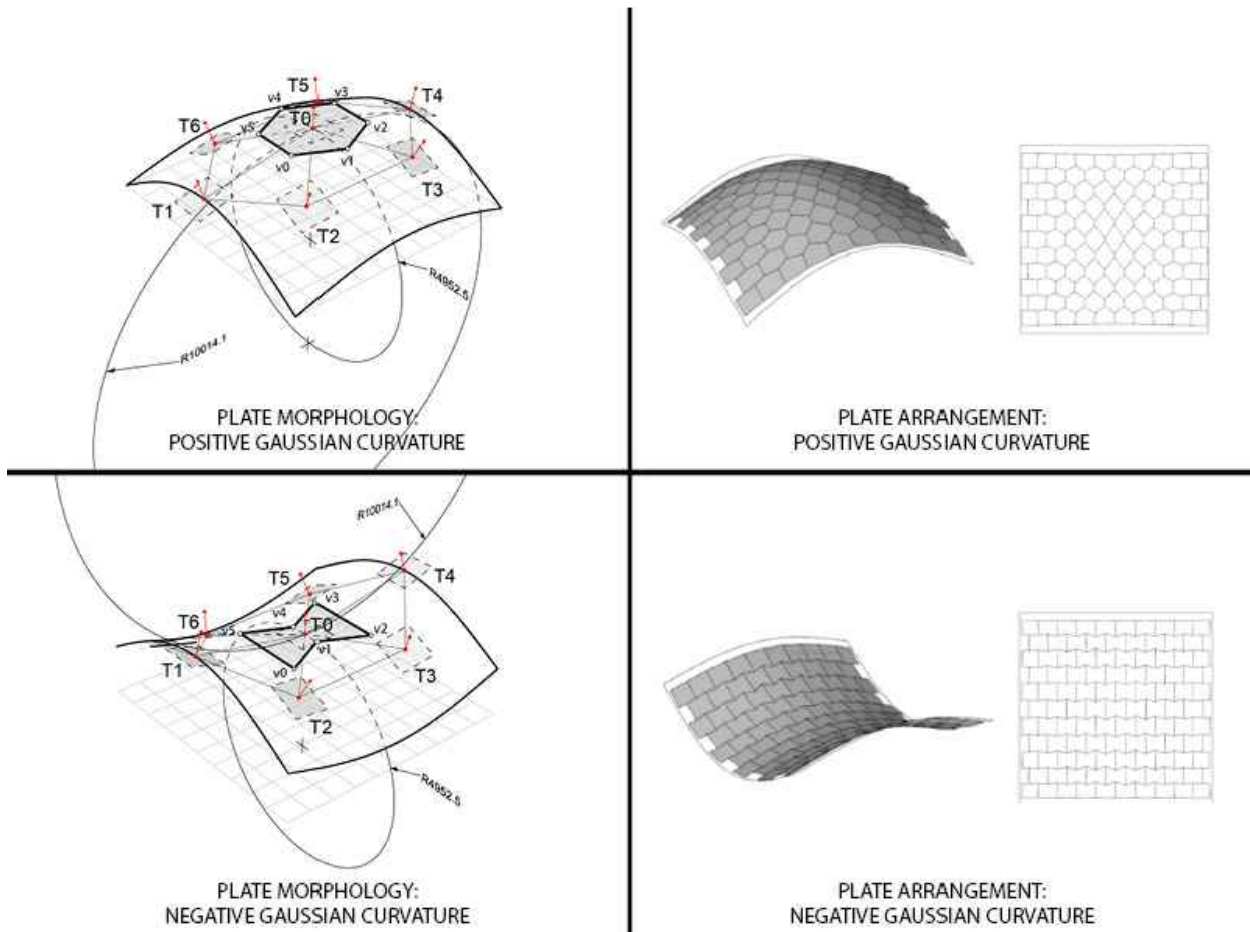 T5
v3
v4
T4
T6
v5
T0
v2
v0
v1
T3
T1
T2
R4952.5
R10014.1
PLATE MORPHOLOGY:
POSITIVE GAUSSIAN CURVATURE
PLATE ARRANGEMENT:
POSITIVE GAUSSIAN CURVATURE
R10014.1
T5
T4
v3
T6
v4
v5
T0
v2
v1
T1
v0
T3
T2
R4952.5
PLATE MORPHOLOGY:
NEGATIVE GAUSSIAN CURVATURE
PLATE ARRANGEMENT:
NEGATIVE GAUSSIAN CURVATURE